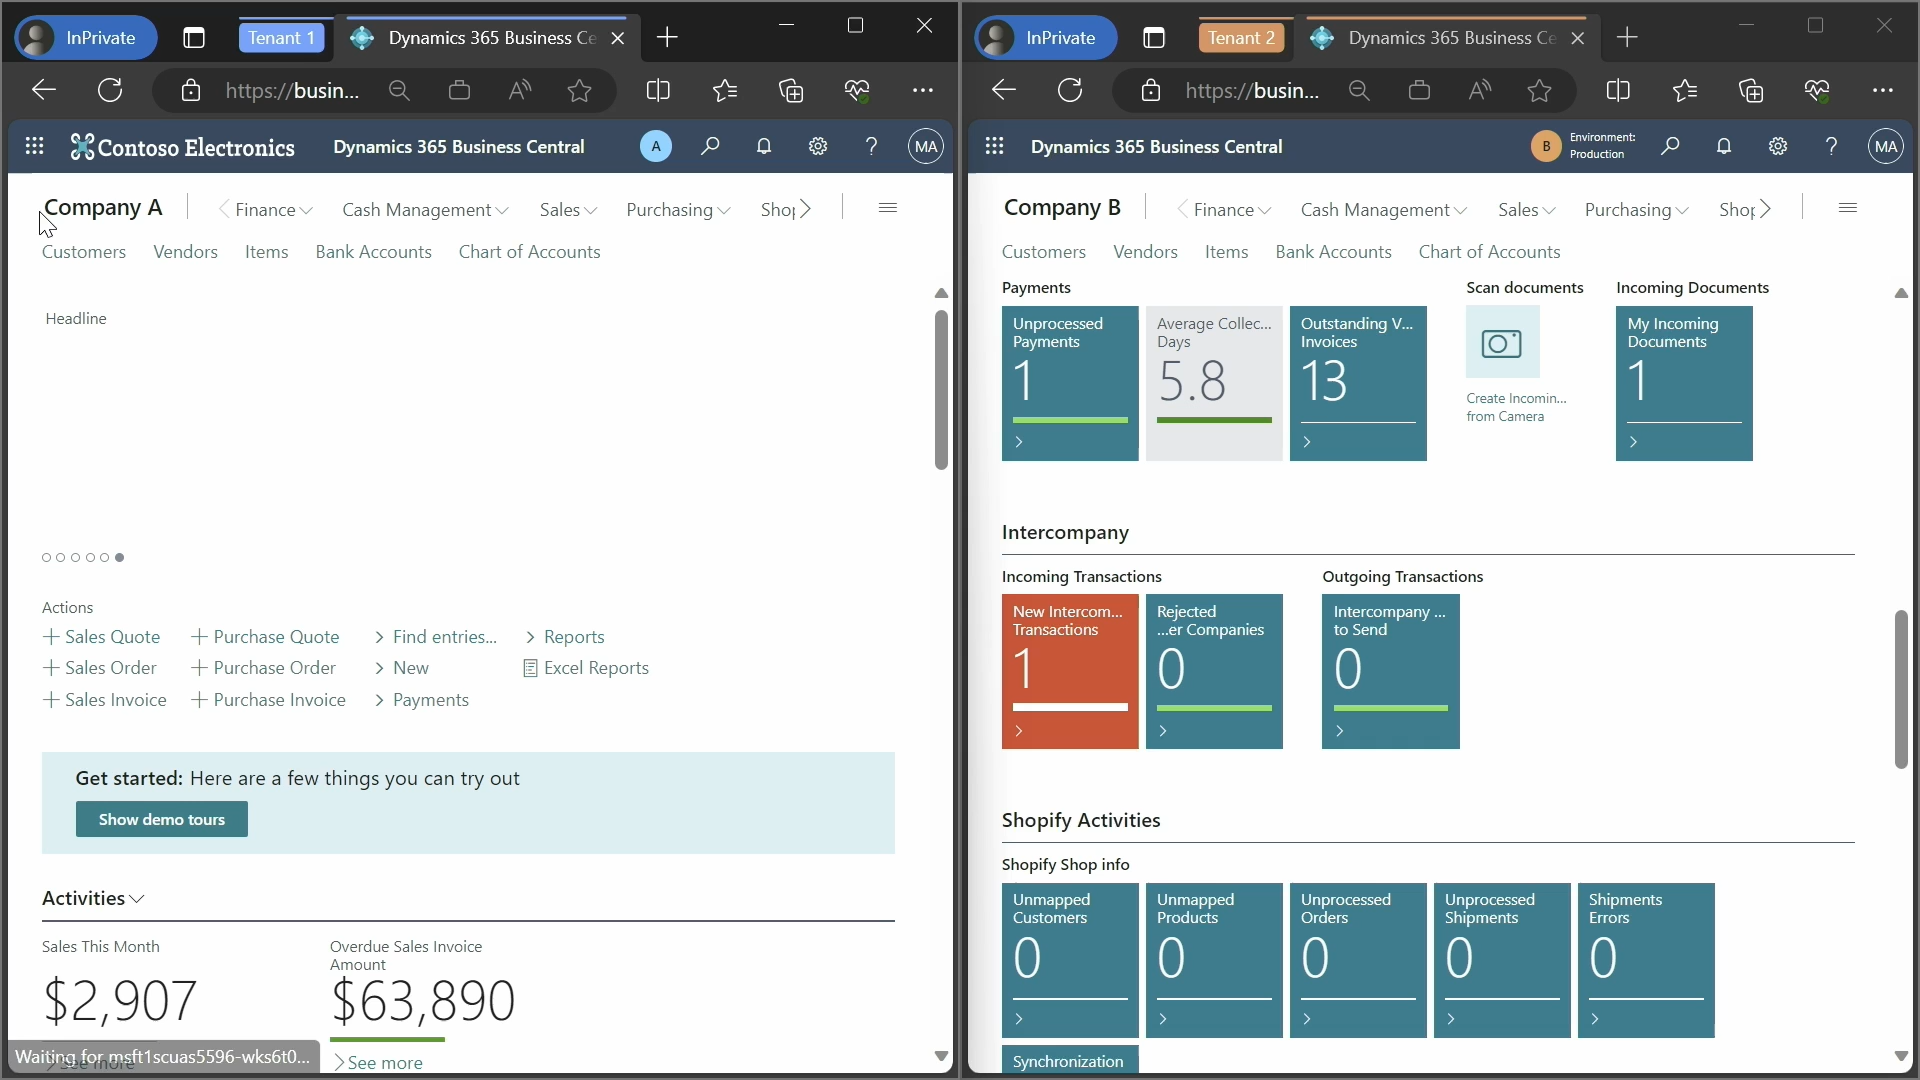 InPrivate
Tenant 1
Dynamics 365 Business Ce
https://busin...
Contoso Electronics
Dynamics 365 Business Central
A
MA
Company A
Finance
Cash Management
Sales
Purchasing
Shop
Customers
Vendors
Items
Bank Accounts
Chart of Accounts
Headline
Actions
Sales Quote
Purchase Quote
Find entries...
Reports
Sales Order
Purchase Order
New
Excel Reports
Sales Invoice
Purchase Invoice
Payments
Get started: Here are a few things you can try out
Show demo tours
Activities
Sales This Month
Overdue Sales Invoice
Amount
$2,907
$63,890
See more
See more
Waiting for msft1scuas5596-wks6t0...
InPrivate
Tenant 2
Dynamics 365 Business Ce
https://busin...
Dynamics 365 Business Central
B
Environment:
Production
MA
Company B
Finance
Cash Management
Sales
Purchasing
Shop
Customers
Vendors
Items
Bank Accounts
Chart of Accounts
Payments
Scan documents
Incoming Documents
Unprocessed
Payments
1
Average Collec...
Days
5.8
Outstanding V...
Invoices
13
Create Incomin...
from Camera
My Incoming
Documents
1
Intercompany
Incoming Transactions
Outgoing Transactions
New Intercom...
Transactions
1
Rejected
...er Companies
0
Intercompany ...
to Send
0
Shopify Activities
Shopify Shop info
Unmapped
Customers
0
Unmapped
Products
0
Unprocessed
Orders
0
Unprocessed
Shipments
0
Shipments
Errors
0
Synchronization